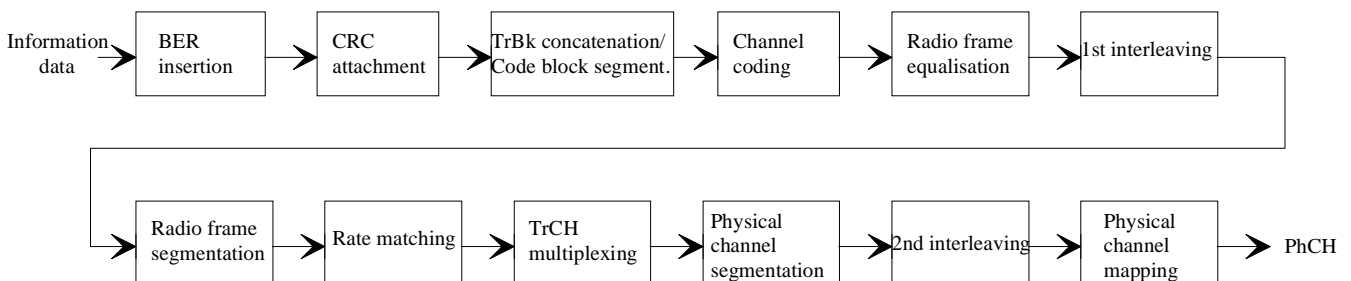 Information
data
BER
insertion
CRC
attachment
TrBk concatenation/
Code block segment.
Channel
coding
Radio frame
equalisation
1st interleaving
Radio frame
segmentation
Rate matching
TrCH
multiplexing
Physical
channel
segmentation
2nd interleaving
Physical
channel
mapping
PhCH